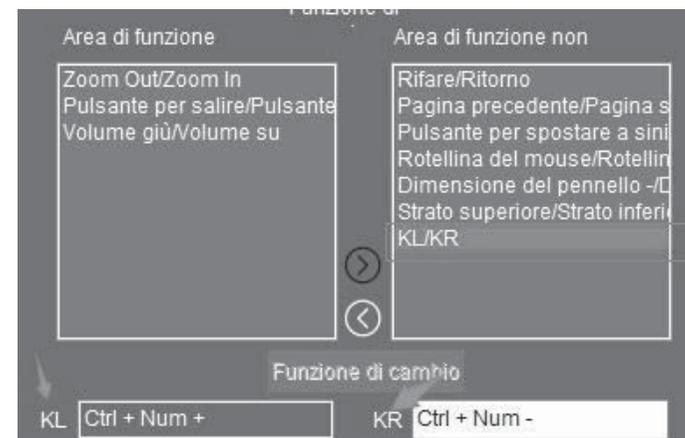 Funzione di
Area di funzione
Area di funzione non
Zoom Out/Zoom In
Pulsante per salire/Pulsante
Volume giù/Volume su
Rifare/Ritorno
Pagina precedente/Pagina s
Pulsante per spostare a sini
Rotellina del mouse/Rotellin
Dimensione del pennello -/D
Strato superiore/Strato inferi
KL/KR
Funzione di cambio
KL Ctrl + Num +
KR Ctrl + Num -